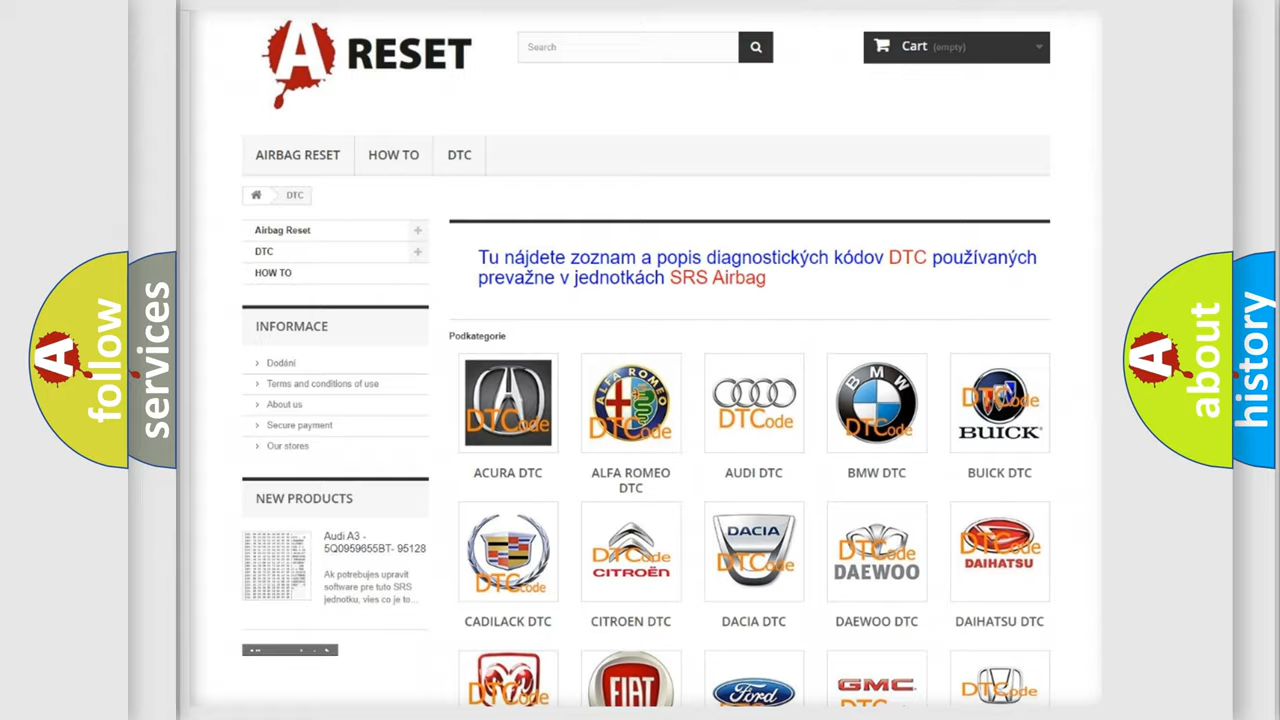 A RESET
Search
Cart (empty)
AIRBAG RESET
HOW TO
DTC
DTC
Airbag Reset
DTC
HOW TO
INFORMACE
Dodání
Terms and conditions of use
About us
Secure payment
Our stores
NEW PRODUCTS
Audi A3 -
5Q0959655BT- 95128
Ak potrebujes upravit
software pre tuto SRS
jednotku, vies co je to...
Tu nájdete zoznam a popis diagnostických kódov DTC používaných
prevažne v jednotkách SRS Airbag
Podkategorie
DTCode
ALFA ROMEO
DTCode
DTCode
BMW
DTCode
DTCode
BUICK
ACURA DTC
ALFA ROMEO
DTC
AUDI DTC
BMW DTC
BUICK DTC
DTCode
DTCode
CITROËN
DACIA
DTCode
DTCode
DAEWOO
DTCode
DAIHATSU
CADILACK DTC
CITROEN DTC
DACIA DTC
DAEWOO DTC
DAIHATSU DTC
DTCode
FIAT
Ford
GMC
DTCode
A
follow
services
A
about
history